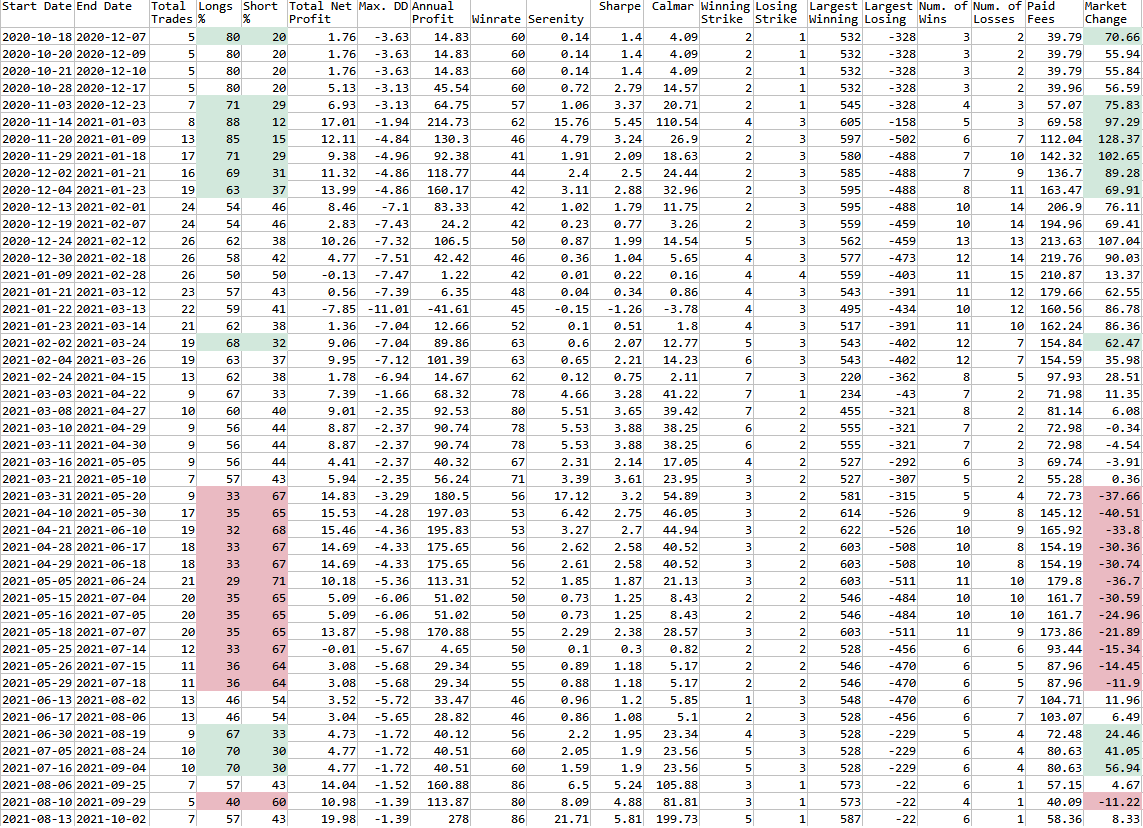 Start Date End Date Total Trades Longs % Short % Total Net Profit Max. DD Annual Profit Winrate Serenity Sharpe Calmar Winning Strike Losing Strike Largest Winning Largest Losing Num. of Wins Num. of Losses Paid Fees Market Change
2020-10-18 2020-12-07 5 80 20 1.76 -3.63 14.83 60 0.14 1.4 4.09 2 1 532 -328 3 2 39.79 70.66
2020-10-20 2020-12-09 5 80 20 1.76 -3.63 14.83 60 0.14 1.4 4.09 2 1 532 -328 3 2 39.79 55.94
2020-10-21 2020-12-10 5 80 20 1.76 -3.63 14.83 60 0.14 1.4 4.09 2 1 532 -328 3 2 39.79 55.84
2020-10-28 2020-12-17 5 80 20 5.13 -3.13 45.54 60 0.72 2.79 14.57 2 1 532 -328 3 2 39.96 56.59
2020-11-03 2020-12-23 7 71 29 6.93 -3.13 64.75 57 1.06 3.37 20.71 2 1 545 -328 4 3 57.07 75.83
2020-11-14 2021-01-03 8 88 12 17.01 -1.94 214.73 62 15.76 5.45 110.54 4 3 605 -158 5 3 69.58 97.29
2020-11-20 2021-01-09 13 85 15 12.11 -4.84 130.3 46 4.79 3.24 26.9 2 3 597 -502 6 7 112.04 128.37
2020-11-29 2021-01-18 17 71 29 9.38 -4.96 92.38 41 1.91 2.09 18.63 2 3 580 -488 7 10 142.32 102.65
2020-12-02 2021-01-21 16 69 31 11.32 -4.86 118.77 44 2.4 2.5 24.44 2 3 585 -488 7 9 136.7 89.28
2020-12-04 2021-01-23 19 63 37 13.99 -4.86 160.17 42 3.11 2.88 32.96 2 3 595 -488 8 11 163.47 69.91
2020-12-13 2021-02-01 24 54 46 8.46 -7.1 83.33 42 1.02 1.79 11.75 2 3 595 -488 10 14 206.9 76.11
2020-12-19 2021-02-07 24 54 46 2.83 -7.43 24.2 42 0.23 0.77 3.26 2 3 559 -459 10 14 194.96 69.41
2020-12-24 2021-02-12 26 62 38 10.26 -7.32 106.5 50 0.87 1.99 14.54 5 3 562 -459 13 13 213.63 107.04
2020-12-30 2021-02-18 26 58 42 4.77 -7.51 42.42 46 0.36 1.04 5.65 4 3 577 -473 12 14 219.76 90.03
2021-01-09 2021-02-28 26 50 50 -0.13 -7.47 1.22 42 0.01 0.22 0.16 4 4 559 -403 11 15 210.87 13.37
2021-01-21 2021-03-12 23 57 43 0.56 -7.39 6.35 48 0.04 0.34 0.86 4 3 543 -391 11 12 179.66 62.55
2021-01-22 2021-03-13 22 59 41 -7.85 -11.01 -41.61 45 -0.15 -1.26 -3.78 4 3 495 -434 10 12 160.56 86.78
2021-01-23 2021-03-14 21 62 38 1.36 -7.04 12.66 52 0.1 0.51 1.8 4 3 517 -391 11 10 162.24 86.36
2021-02-02 2021-03-24 19 68 32 9.06 -7.04 89.86 63 0.6 2.07 12.77 5 3 543 -402 12 7 154.84 62.47
2021-02-04 2021-03-26 19 63 37 9.95 -7.12 101.39 63 0.65 2.21 14.23 6 3 543 -402 12 7 154.59 35.98
2021-02-24 2021-04-15 13 62 38 1.78 -6.94 14.67 62 0.12 0.75 2.11 7 3 220 -362 8 5 97.93 28.51
2021-03-03 2021-04-22 9 67 33 7.39 -1.66 68.32 78 4.66 3.28 41.22 7 1 234 -43 7 2 71.98 11.35
2021-03-08 2021-04-27 10 60 40 9.01 -2.35 92.53 80 5.51 3.65 39.42 7 2 455 -321 8 2 81.14 6.08
2021-03-10 2021-04-29 9 56 44 8.87 -2.37 90.74 78 5.53 3.88 38.25 6 2 555 -321 7 2 72.98 -0.34
2021-03-11 2021-04-30 9 56 44 8.87 -2.37 90.74 78 5.53 3.88 38.25 6 2 555 -321 7 2 72.98 -4.54
2021-03-16 2021-05-05 9 56 44 4.41 -2.37 40.32 67 2.31 2.14 17.05 4 2 527 -292 6 3 69.74 -3.91
2021-03-21 2021-05-10 7 57 43 5.94 -2.35 56.24 71 3.39 3.61 23.95 3 2 527 -307 5 2 55.28 0.36
2021-03-31 2021-05-20 9 33 67 14.83 -3.29 180.5 56 17.12 3.2 54.89 3 2 581 -315 5 4 72.73 -37.66
2021-04-10 2021-05-30 17 35 65 15.53 -4.28 197.03 53 6.42 2.75 46.05 3 2 614 -526 9 8 145.12 -40.51
2021-04-21 2021-06-10 19 32 68 15.46 -4.36 195.83 53 3.27 2.7 44.94 3 2 622 -526 10 9 165.92 -33.8
2021-04-28 2021-06-17 18 33 67 14.69 -4.33 175.65 56 2.62 2.58 40.52 3 2 603 -508 10 8 154.19 -30.36
2021-04-29 2021-06-18 18 33 67 14.69 -4.33 175.65 56 2.61 2.58 40.52 3 2 603 -508 10 8 154.19 -30.74
2021-05-05 2021-06-24 21 29 71 10.18 -5.36 113.31 52 1.85 1.87 21.13 2 2 603 -511 11 10 179.8 -36.7
2021-05-15 2021-07-04 20 35 65 5.09 -6.06 51.02 50 0.73 1.25 8.43 2 2 546 -484 10 10 161.7 -30.59
2021-05-16 2021-07-05 20 35 65 5.09 -6.06 51.02 50 0.73 1.25 8.43 2 2 546 -484 10 10 161.7 -24.96
2021-05-18 2021-07-07 20 35 65 13.87 -5.98 170.88 55 2.29 2.38 28.57 3 2 603 -511 11 9 173.86 -21.89
2021-05-25 2021-07-14 12 33 67 -0.01 -5.67 4.65 50 0.1 0.3 0.82 2 2 528 -456 6 6 93.44 -15.34
2021-05-26 2021-07-15 11 36 64 3.08 -5.68 29.34 55 0.89 1.18 5.17 2 2 546 -470 6 5 87.96 -14.45
2021-05-29 2021-07-18 11 36 64 3.08 -5.68 29.34 55 0.88 1.18 5.17 2 2 546 -470 6 5 87.96 -11.9
2021-06-13 2021-08-02 13 46 54 3.52 -5.72 33.47 46 0.96 1.2 5.85 1 3 548 -470 6 7 104.71 11.96
2021-06-17 2021-08-06 13 46 54 3.04 -5.65 28.82 46 0.86 1.08 5.1 2 3 528 -456 6 7 103.07 6.49
2021-06-30 2021-08-19 9 67 33 4.73 -1.72 40.12 56 2.2 1.95 23.34 4 3 528 -229 5 4 72.48 24.46
2021-07-05 2021-08-24 10 70 30 4.77 -1.72 40.51 60 2.05 1.9 23.56 5 3 528 -229 6 4 80.63 41.05
2021-07-16 2021-09-04 10 70 30 4.77 -1.72 40.51 60 1.59 1.9 23.56 5 3 528 -229 6 4 80.63 56.94
2021-08-06 2021-09-25 7 57 43 14.04 -1.52 160.88 86 6.5 5.24 105.88 3 1 573 -22 6 1 57.15 4.67
2021-08-10 2021-09-29 5 40 60 10.98 -1.39 113.87 80 8.09 4.88 81.81 3 1 573 -22 4 1 40.09 -11.22
2021-08-13 2021-10-02 7 57 43 19.98 -1.39 278 86 21.71 5.81 199.73 5 1 587 -22 6 1 58.36 8.33